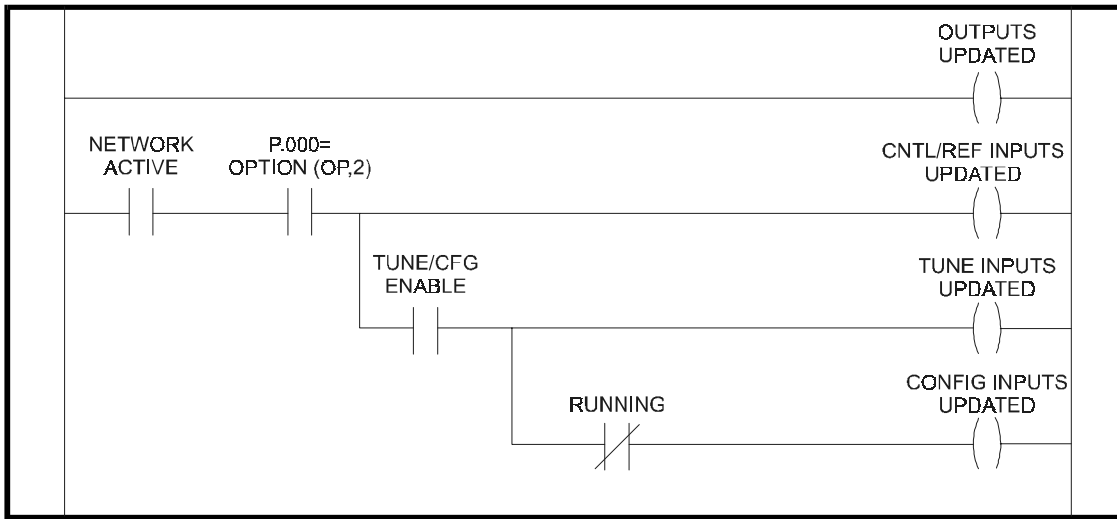 OUTPUTS
UPDATED
NETWORK
ACTIVE
P.000=
OPTION (OP,2)
CNTL/REF INPUTS
UPDATED
TUNE/CFG
ENABLE
TUNE INPUTS
UPDATED
RUNNING
CONFIG INPUTS
UPDATED